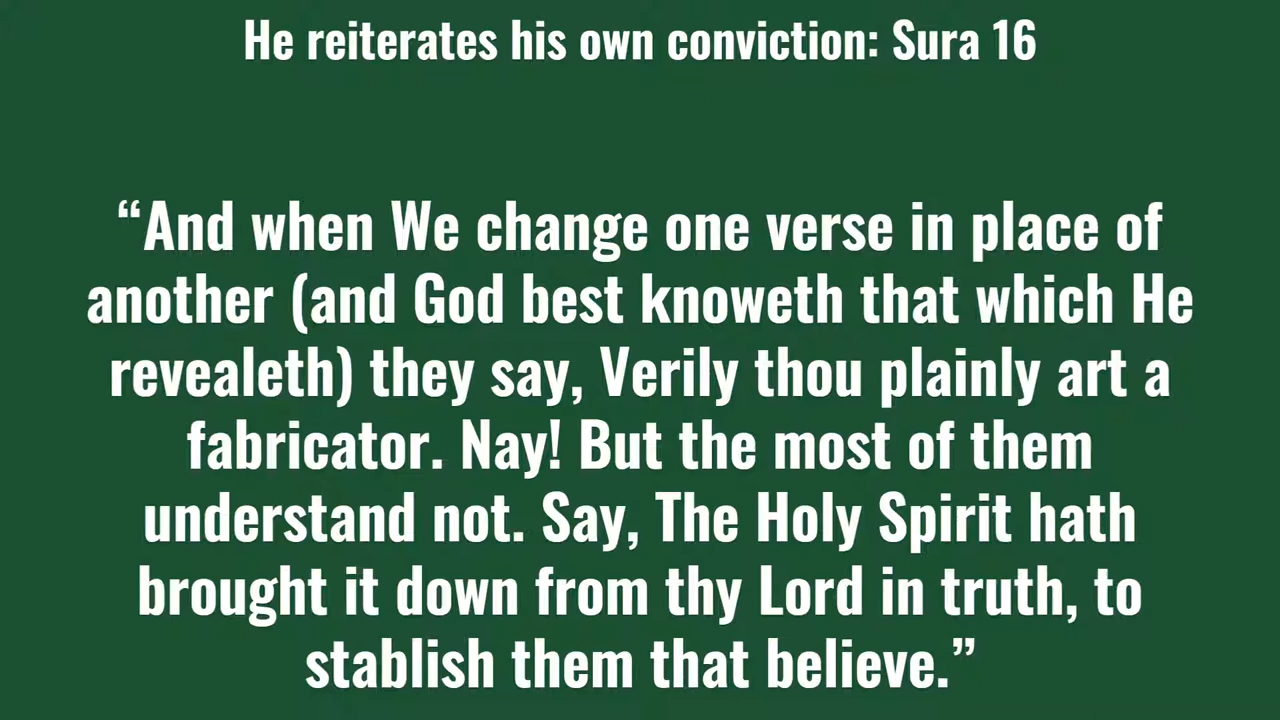 He reiterates his own conviction: Sura 16
“And when We change one verse in place of
another (and God best knoweth that which He
revealeth) they say, Verily thou plainly art a
fabricator. Nay! But the most of them
understand not. Say, The Holy Spirit hath
brought it down from thy Lord in truth, to
stablish them that believe.”